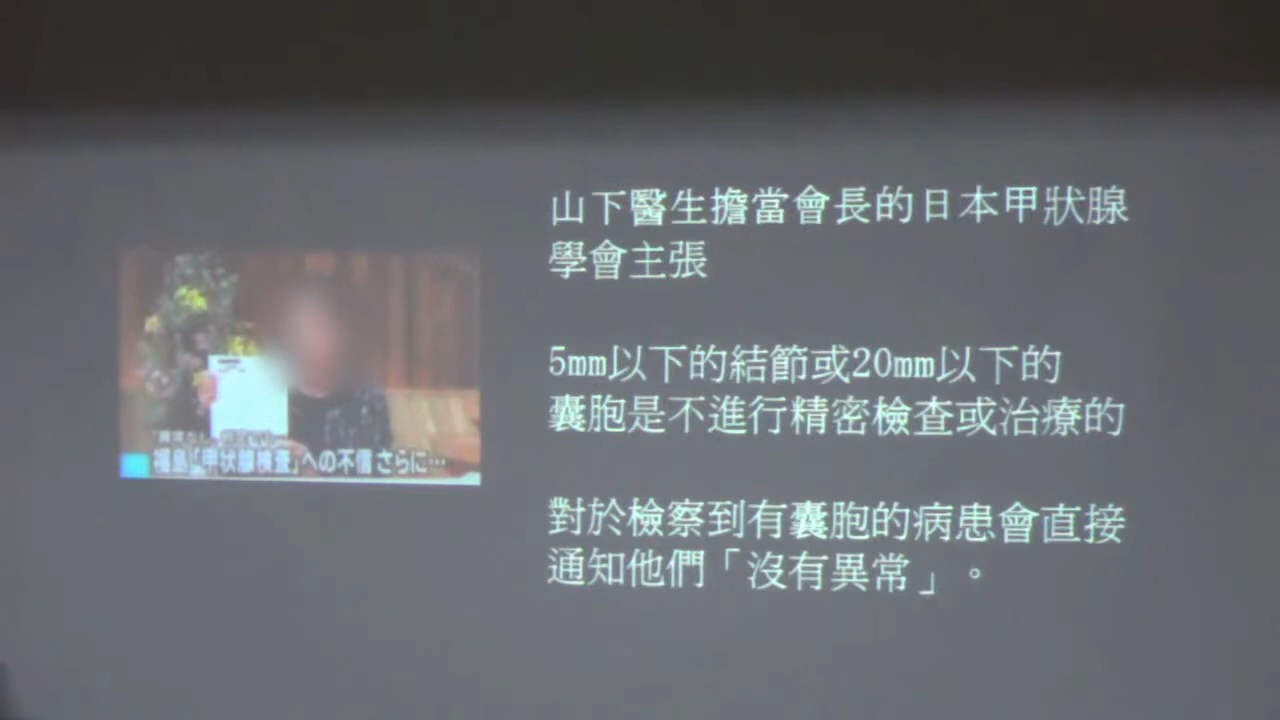 山下醫生擔當會長的日本甲狀腺
學會主張
5mm以下的結節或20mm以下的
囊胞是不進行精密檢查或治療的
對於檢察到有囊胞的病患會直接
通知他們「沒有異常」。
福島「甲状腺検査」への不信 さらに…